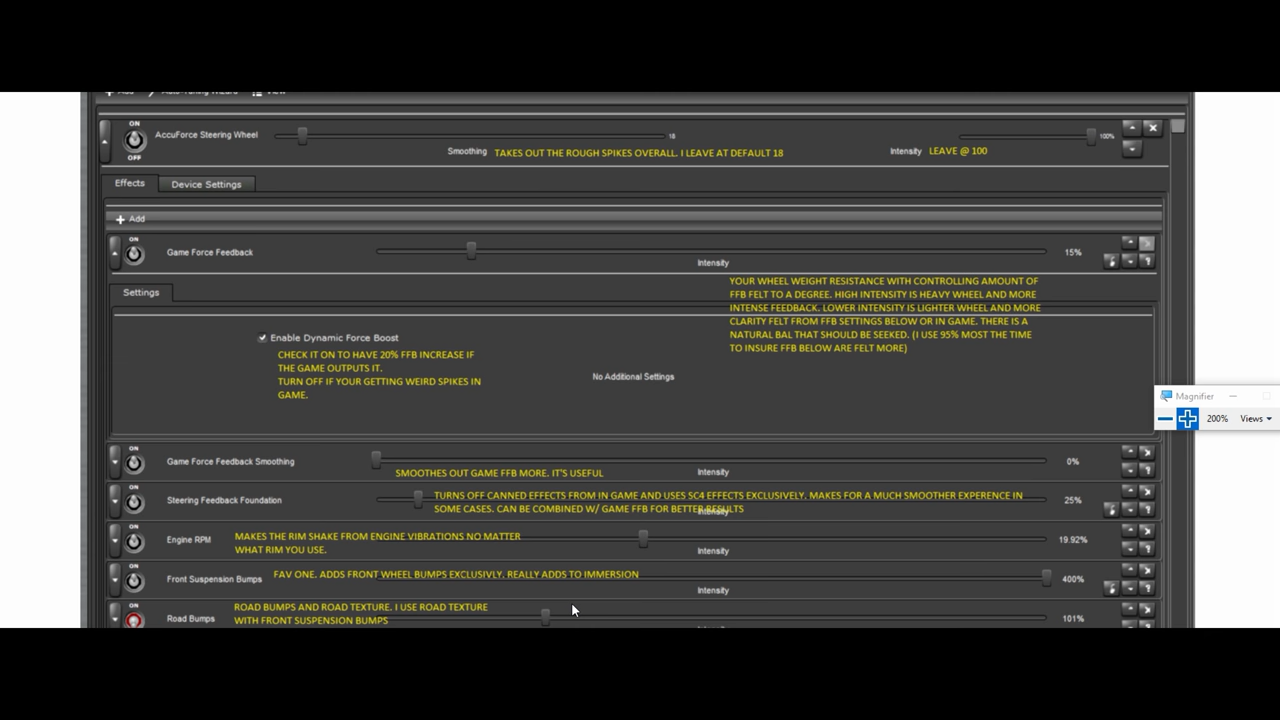 ON
AccuForce Steering Wheel
18
100%
OFF
Smoothing TAKES OUT THE ROUGH SPIKES OVERALL. I LEAVE AT DEFAULT 18
Intensity LEAVE @ 100
Effects
Device Settings
Add
ON
Game Force Feedback
15%
Intensity
YOUR WHEEL WEIGHT RESISTANCE WITH CONTROLLING AMOUNT OF
FFB FELT TO A DEGREE. HIGH INTENSITY IS HEAVY WHEEL AND MORE
INTENSE FEEDBACK. LOWER INTENSITY IS LIGHTER WHEEL AND MORE
CLARITY FELT FROM FFB SETTINGS BELOW OR IN GAME. THERE IS A
NATURAL BAL THAT SHOULD BE SEEKED. (I USE 95% MOST THE TIME
TO INSURE FFB BELOW ARE FELT MORE)
Settings
Enable Dynamic Force Boost
CHECK IT ON TO HAVE 20% FFB INCREASE IF
THE GAME OUTPUTS IT.
TURN OFF IF YOUR GETTING WEIRD SPIKES IN
GAME.
No Additional Settings
Magnifier
200%
Views
ON
Game Force Feedback Smoothing
0%
SMOOTHES OUT GAME FFB MORE. IT'S USEFUL
Intensity
ON
Steering Feedback Foundation
25%
TURNS OFF CANNED EFFECTS FROM IN GAME AND USES SC4 EFFECTS EXCLUSIVELY. MAKES FOR A MUCH SMOOTHER EXPERENCE IN
SOME CASES. CAN BE COMBINED W/ GAME FFB FOR BETTER RESULTS
Intensity
ON
Engine RPM
19.92%
MAKES THE RIM SHAKE FROM ENGINE VIBRATIONS NO MATTER
WHAT RIM YOU USE.
Intensity
ON
Front Suspension Bumps
400%
FAV ONE. ADDS FRONT WHEEL BUMPS EXCLUSIVLY. REALLY ADDS TO IMMERSION
Intensity
ON
Road Bumps
101%
ROAD BUMPS AND ROAD TEXTURE. I USE ROAD TEXTURE
WITH FRONT SUSPENSION BUMPS